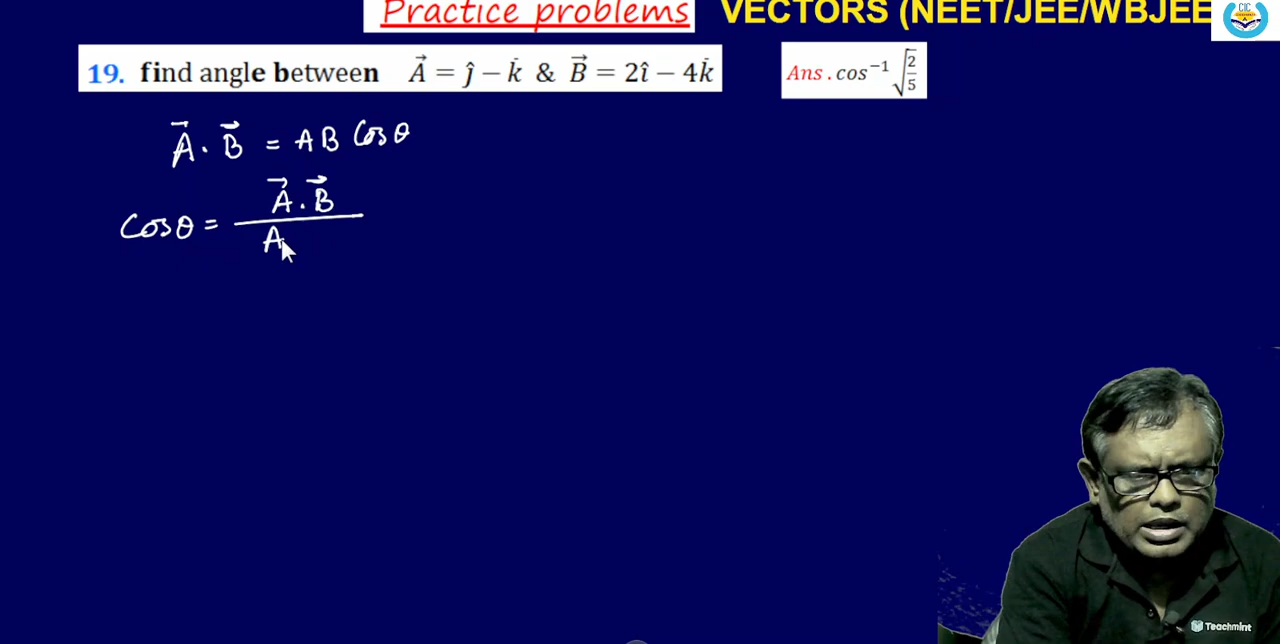 Practice problems
VECTORS (NEET/JEE/WBJEE
CIC
19. find angle between A⃗ = ĵ − k̂ & B⃗ = 2î − 4k̂
Ans . cos⁻¹ √(2/5)
A⃗ . B⃗ = AB Cosθ
Cosθ = A⃗ . B⃗ / A
Teachmint